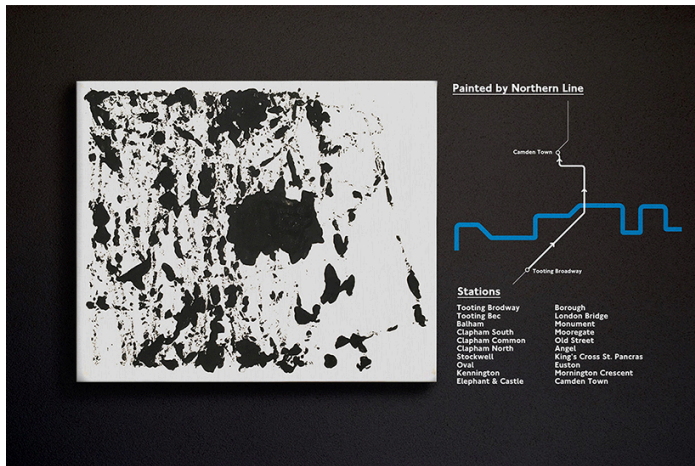 Painted by Northern Line
Camden Town
Tooting Broadway
Stations
Tooting Brodway
Tooting Bec
Balham
Clapham South
Clapham Common
Clapham North
Stockwell
Oval
Kennington
Elephant & Castle
Borough
London Bridge
Monument
Mooregate
Old Street
Angel
King's Cross St. Pancras
Euston
Mornington Crescent
Camden Town